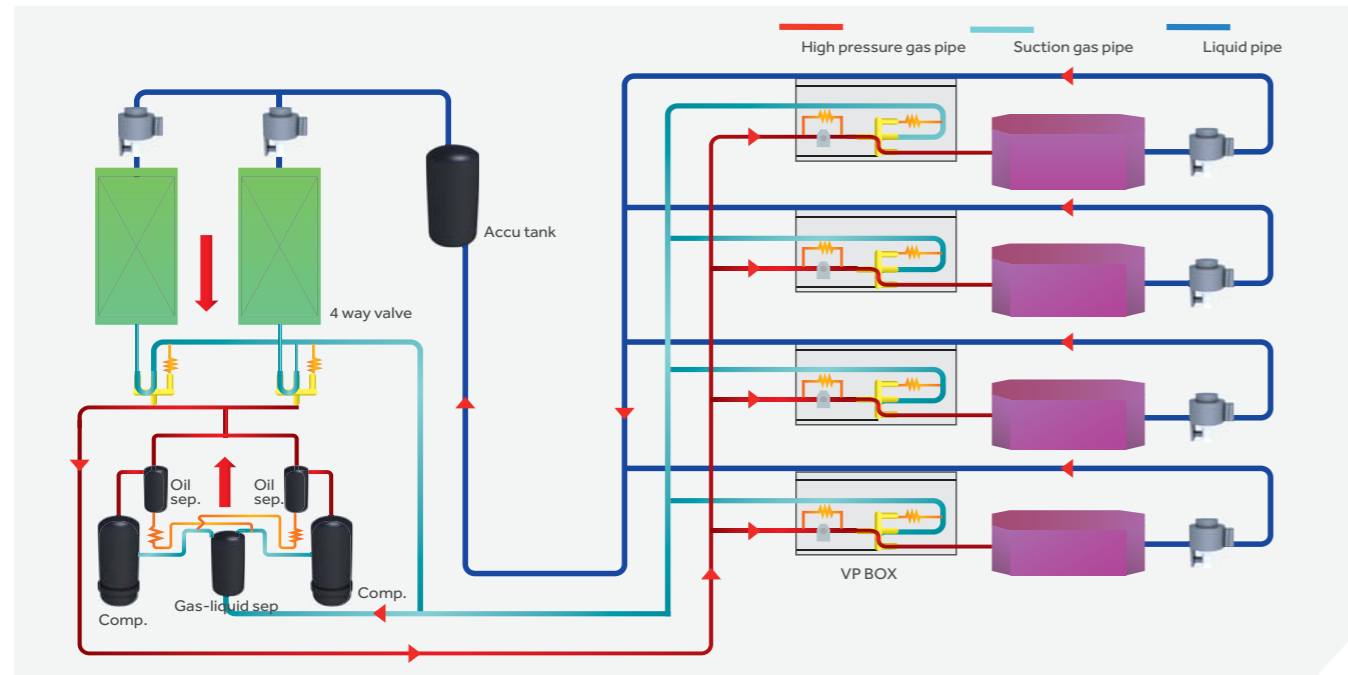 High pressure gas pipe
Suction gas pipe
Liquid pipe
Accu tank
4 way valve
Oil
sep.
Oil
sep.
VP BOX
Comp.
Gas-liquid sep
Comp.